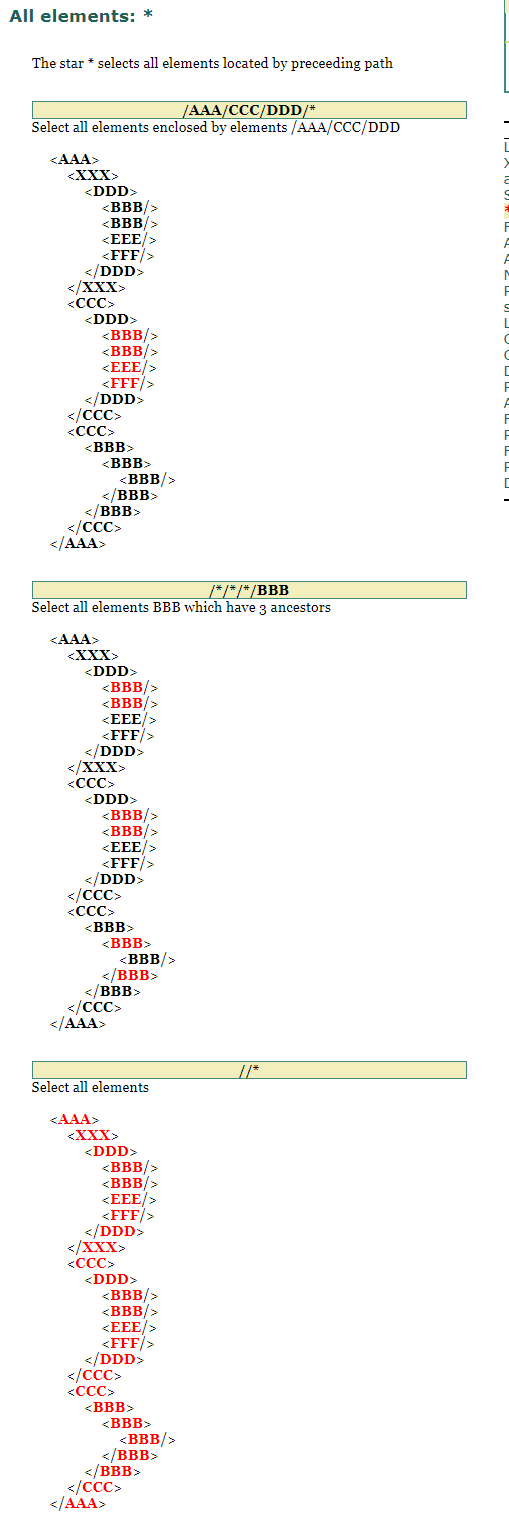 All elements: *
The star * selects all elements located by preceeding path
/AAA/CCC/DDD/*
Select all elements enclosed by elements /AAA/CCC/DDD
<AAA>
<XXX>
<DDD>
<BBB/>
<BBB/>
<EEE/>
<FFF/>
</DDD>
</XXX>
<CCC>
<DDD>
<BBB/>
<BBB/>
<EEE/>
<FFF/>
</DDD>
</CCC>
<CCC>
<BBB>
<BBB>
<BBB/>
</BBB>
</BBB>
</CCC>
</AAA>
/*/*/*/BBB
Select all elements BBB which have 3 ancestors
<AAA>
<XXX>
<DDD>
<BBB/>
<BBB/>
<EEE/>
<FFF/>
</DDD>
</XXX>
<CCC>
<DDD>
<BBB/>
<BBB/>
<EEE/>
<FFF/>
</DDD>
</CCC>
<CCC>
<BBB>
<BBB>
<BBB/>
</BBB>
</BBB>
</CCC>
</AAA>
//*
Select all elements
<AAA>
<XXX>
<DDD>
<BBB/>
<BBB/>
<EEE/>
<FFF/>
</DDD>
</XXX>
<CCC>
<DDD>
<BBB/>
<BBB/>
<EEE/>
<FFF/>
</DDD>
</CCC>
<CCC>
<BBB>
<BBB>
<BBB/>
</BBB>
</BBB>
</CCC>
</AAA>